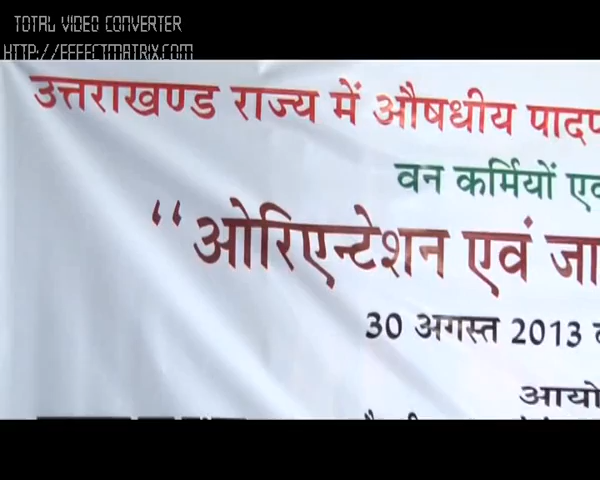 TOTAL VIDEO CONVERTER
HTTP://EFFECTMATRIX.COM
उत्तराखण्ड राज्य में औषधीय
वन कर्मियों
“ओरिएन्टेशन एवं
30 अगस्त 2013